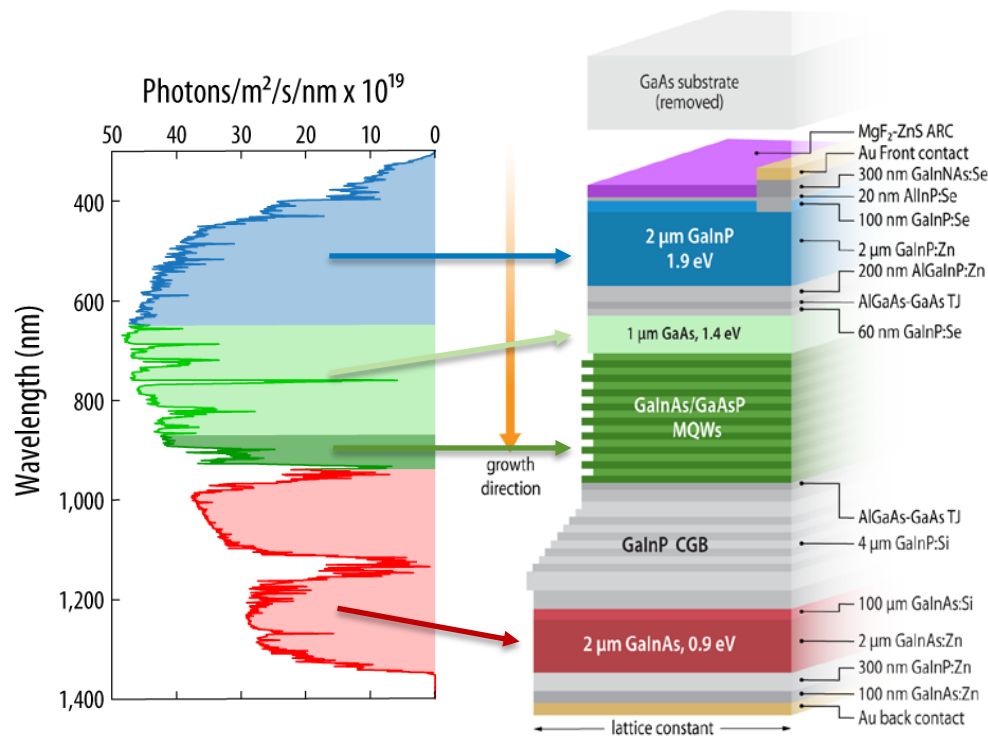 Photons/m²/s/nm x 10¹⁹
50 40 30 20 10 0
Wavelength (nm)
400
600
800
1,000
1,200
1,400
growth
direction
GaAs substrate
(removed)
2 µm GaInP
1.9 eV
1 µm GaAs, 1.4 eV
GaInAs/GaAsP
MQWs
GaInP CGB
2 µm GaInAs, 0.9 eV
lattice constant
MgF₂-ZnS ARC
Au Front contact
300 nm GaInNAs:Se
20 nm AlInP:Se
100 nm GaInP:Se
2 µm GaInP:Zn
200 nm AlGaInP:Zn
AlGaAs-GaAs TJ
60 nm GaInP:Se
AlGaAs-GaAs TJ
4 µm GaInP:Si
100 µm GaInAs:Si
2 µm GaInAs:Zn
300 nm GaInP:Zn
100 nm GaInAs:Zn
Au back contact